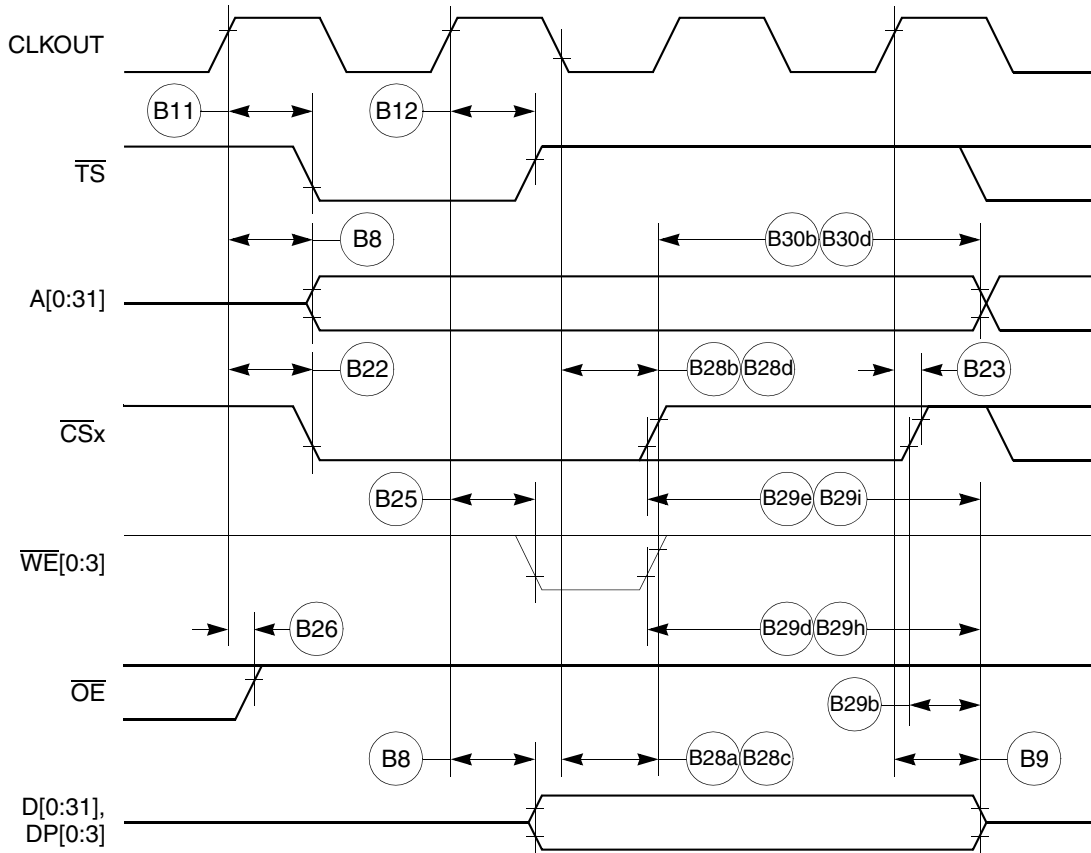 CLKOUT
B11
B12
TS
B8
B30b B30d
A[0:31]
B22
B28b B28d
B23
CSx
B25
B29e B29i
WE[0:3]
B26
B29d B29h
OE
B29b
B8
B28a B28c
B9
D[0:31],
DP[0:3]